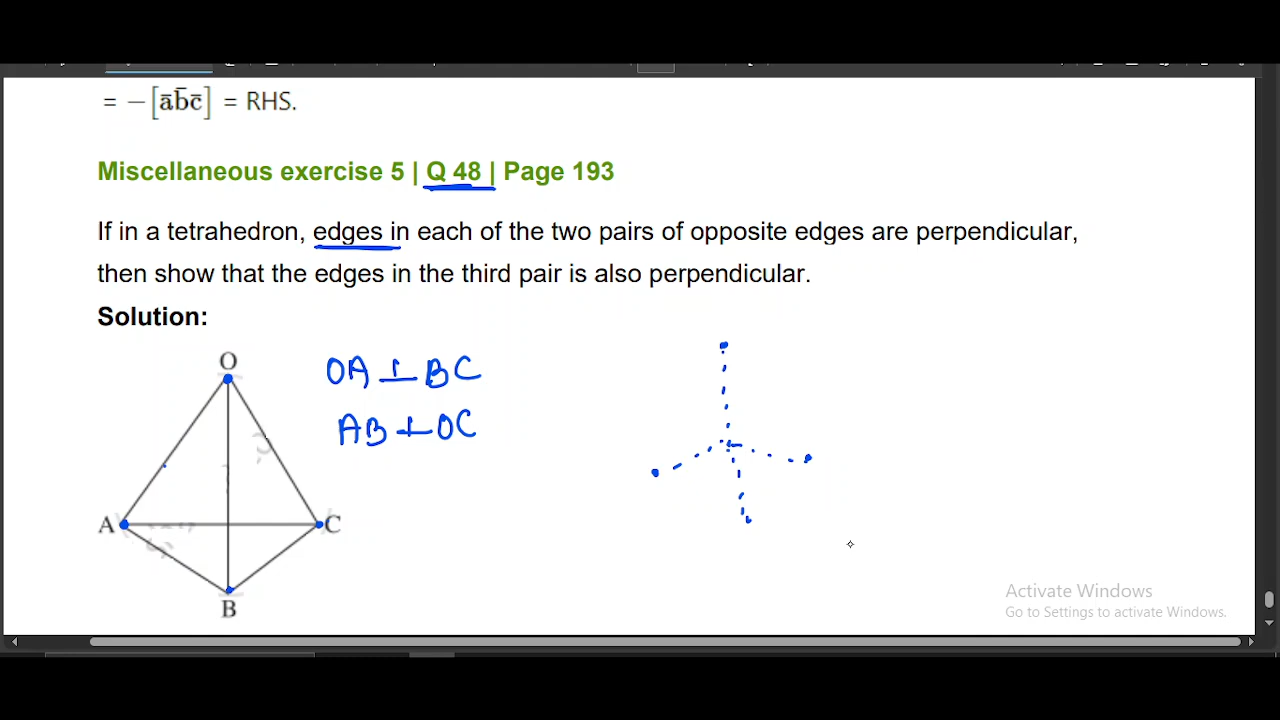 = −[āb̄c̄] = RHS.
Miscellaneous exercise 5 | Q 48 | Page 193
If in a tetrahedron, edges in each of the two pairs of opposite edges are perpendicular,
then show that the edges in the third pair is also perpendicular.
Solution:
O
OA ⊥ BC
AB ⊥ OC
A
C
B
Activate Windows
Go to Settings to activate Windows.